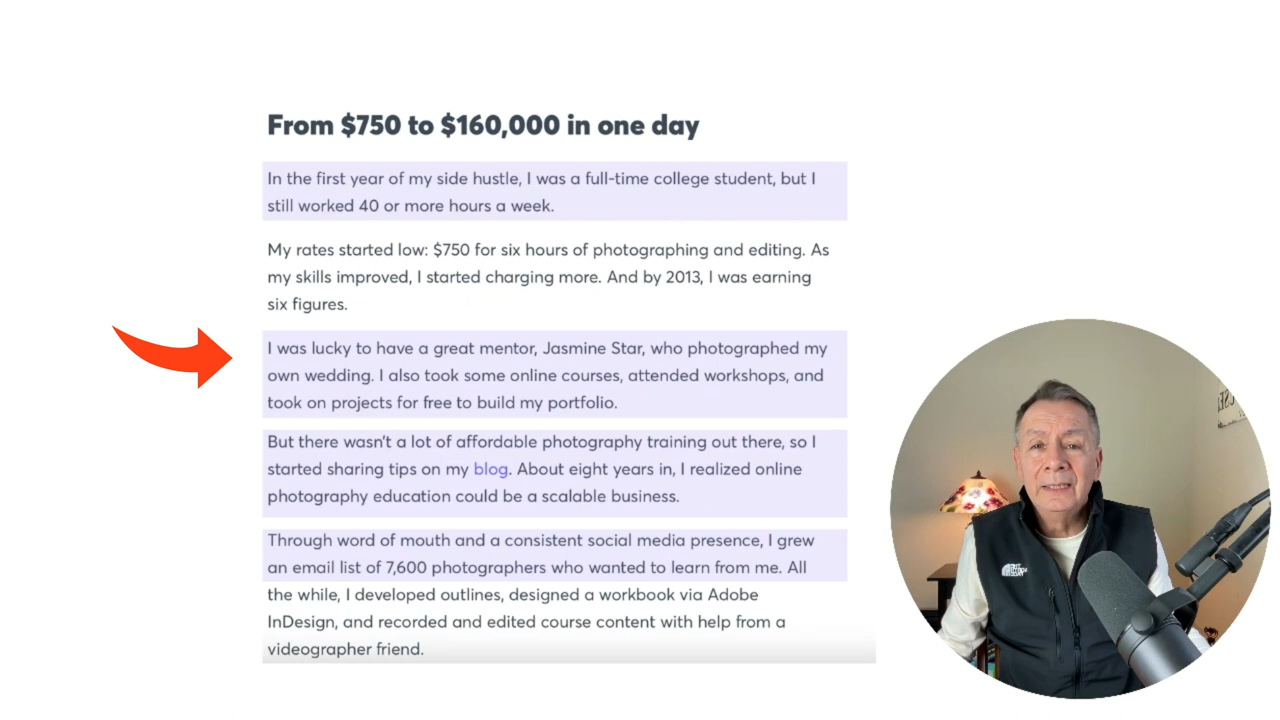 From $750 to $160,000 in one day
In the first year of my side hustle, I was a full-time college student, but I
still worked 40 or more hours a week.
My rates started low: $750 for six hours of photographing and editing. As
my skills improved, I started charging more. And by 2013, I was earning
six figures.
I was lucky to have a great mentor, Jasmine Star, who photographed my
own wedding. I also took some online courses, attended workshops, and
took on projects for free to build my portfolio.
But there wasn't a lot of affordable photography training out there, so I
started sharing tips on my blog. About eight years in, I realized online
photography education could be a scalable business.
Through word of mouth and a consistent social media presence, I grew
an email list of 7,600 photographers who wanted to learn from me. All
the while, I developed outlines, designed a workbook via Adobe
InDesign, and recorded and edited course content with help from a
videographer friend.